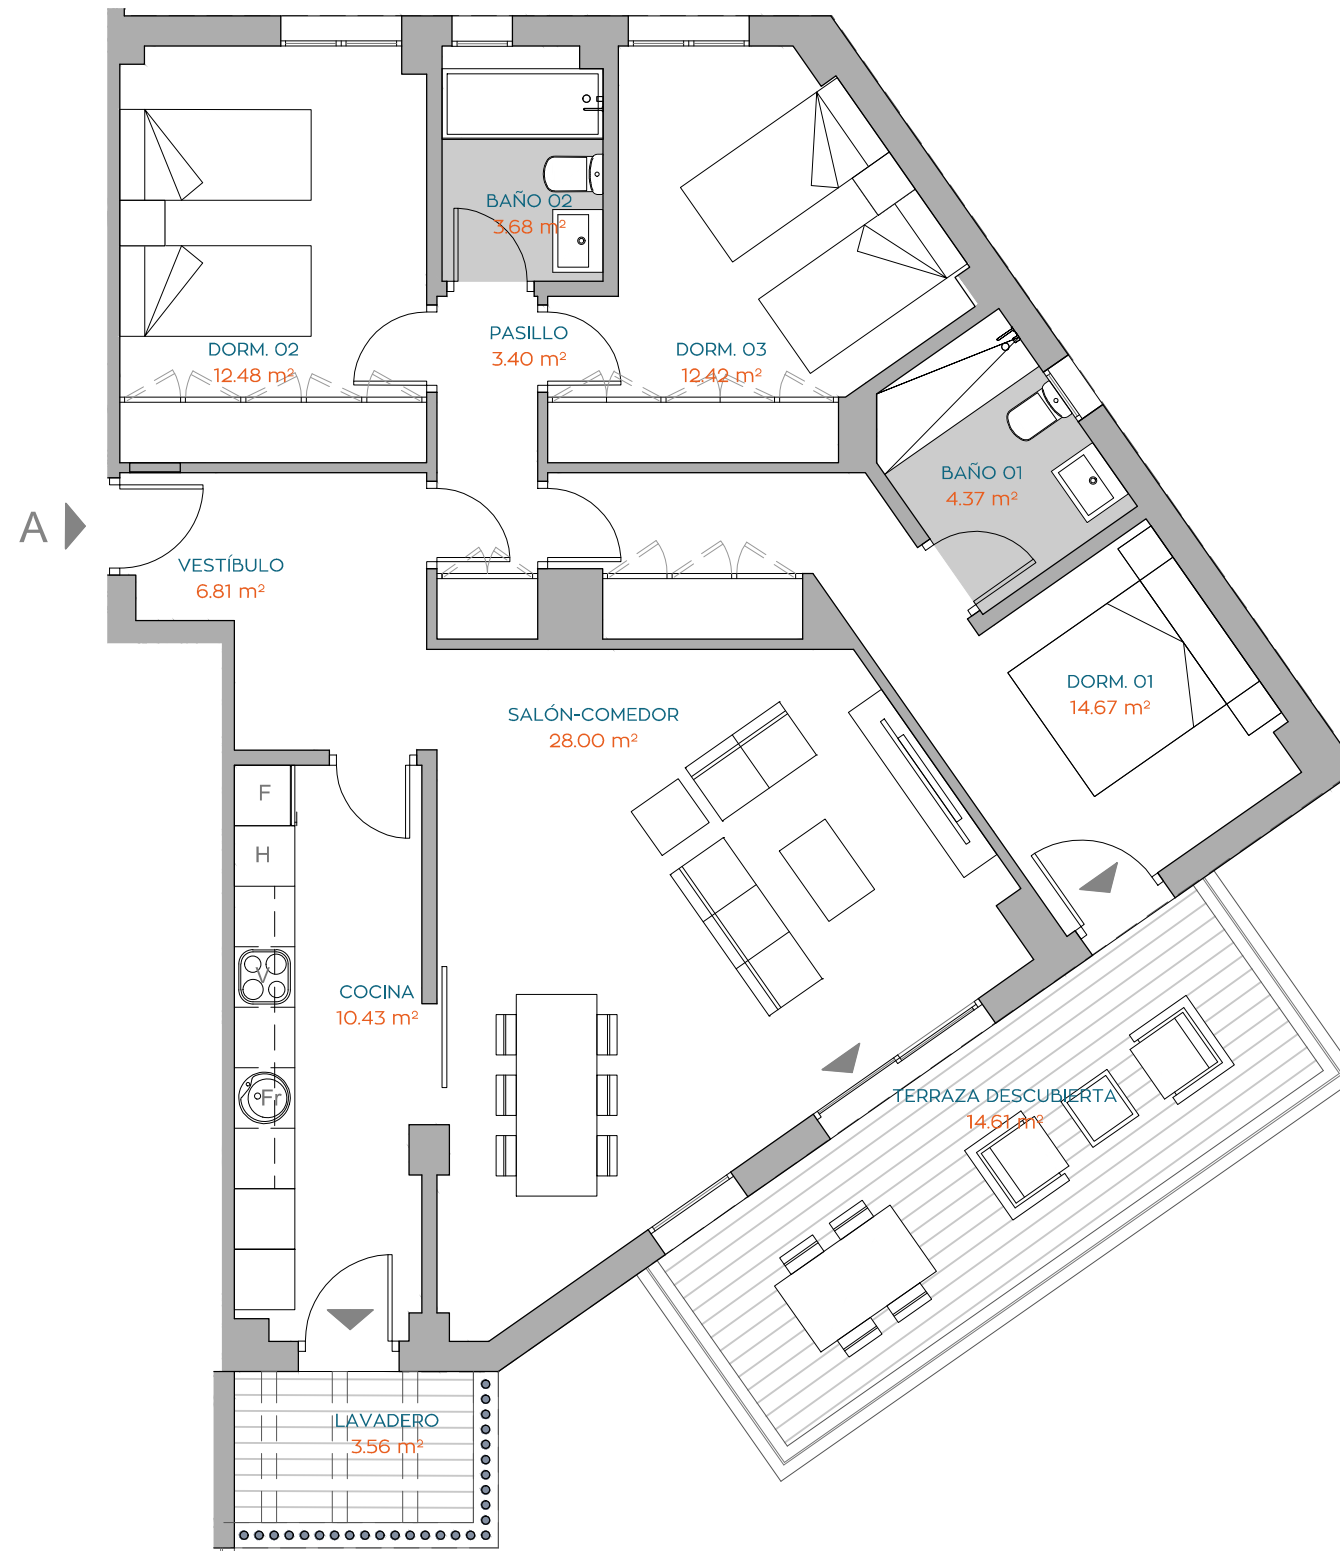 BAÑO 02
3.68 m²
PASILLO
3.40 m²
DORM. 02
12.48 m²
DORM. 03
12.42 m²
BAÑO 01
4.37 m²
A
VESTÍBULO
6.81 m²
DORM. 01
14.67 m²
SALÓN-COMEDOR
28.00 m²
F
H
V
COCINA
10.43 m²
Fr
TERRAZA DESCUBIERTA
14.61 m²
LAVADERO
3.56 m²